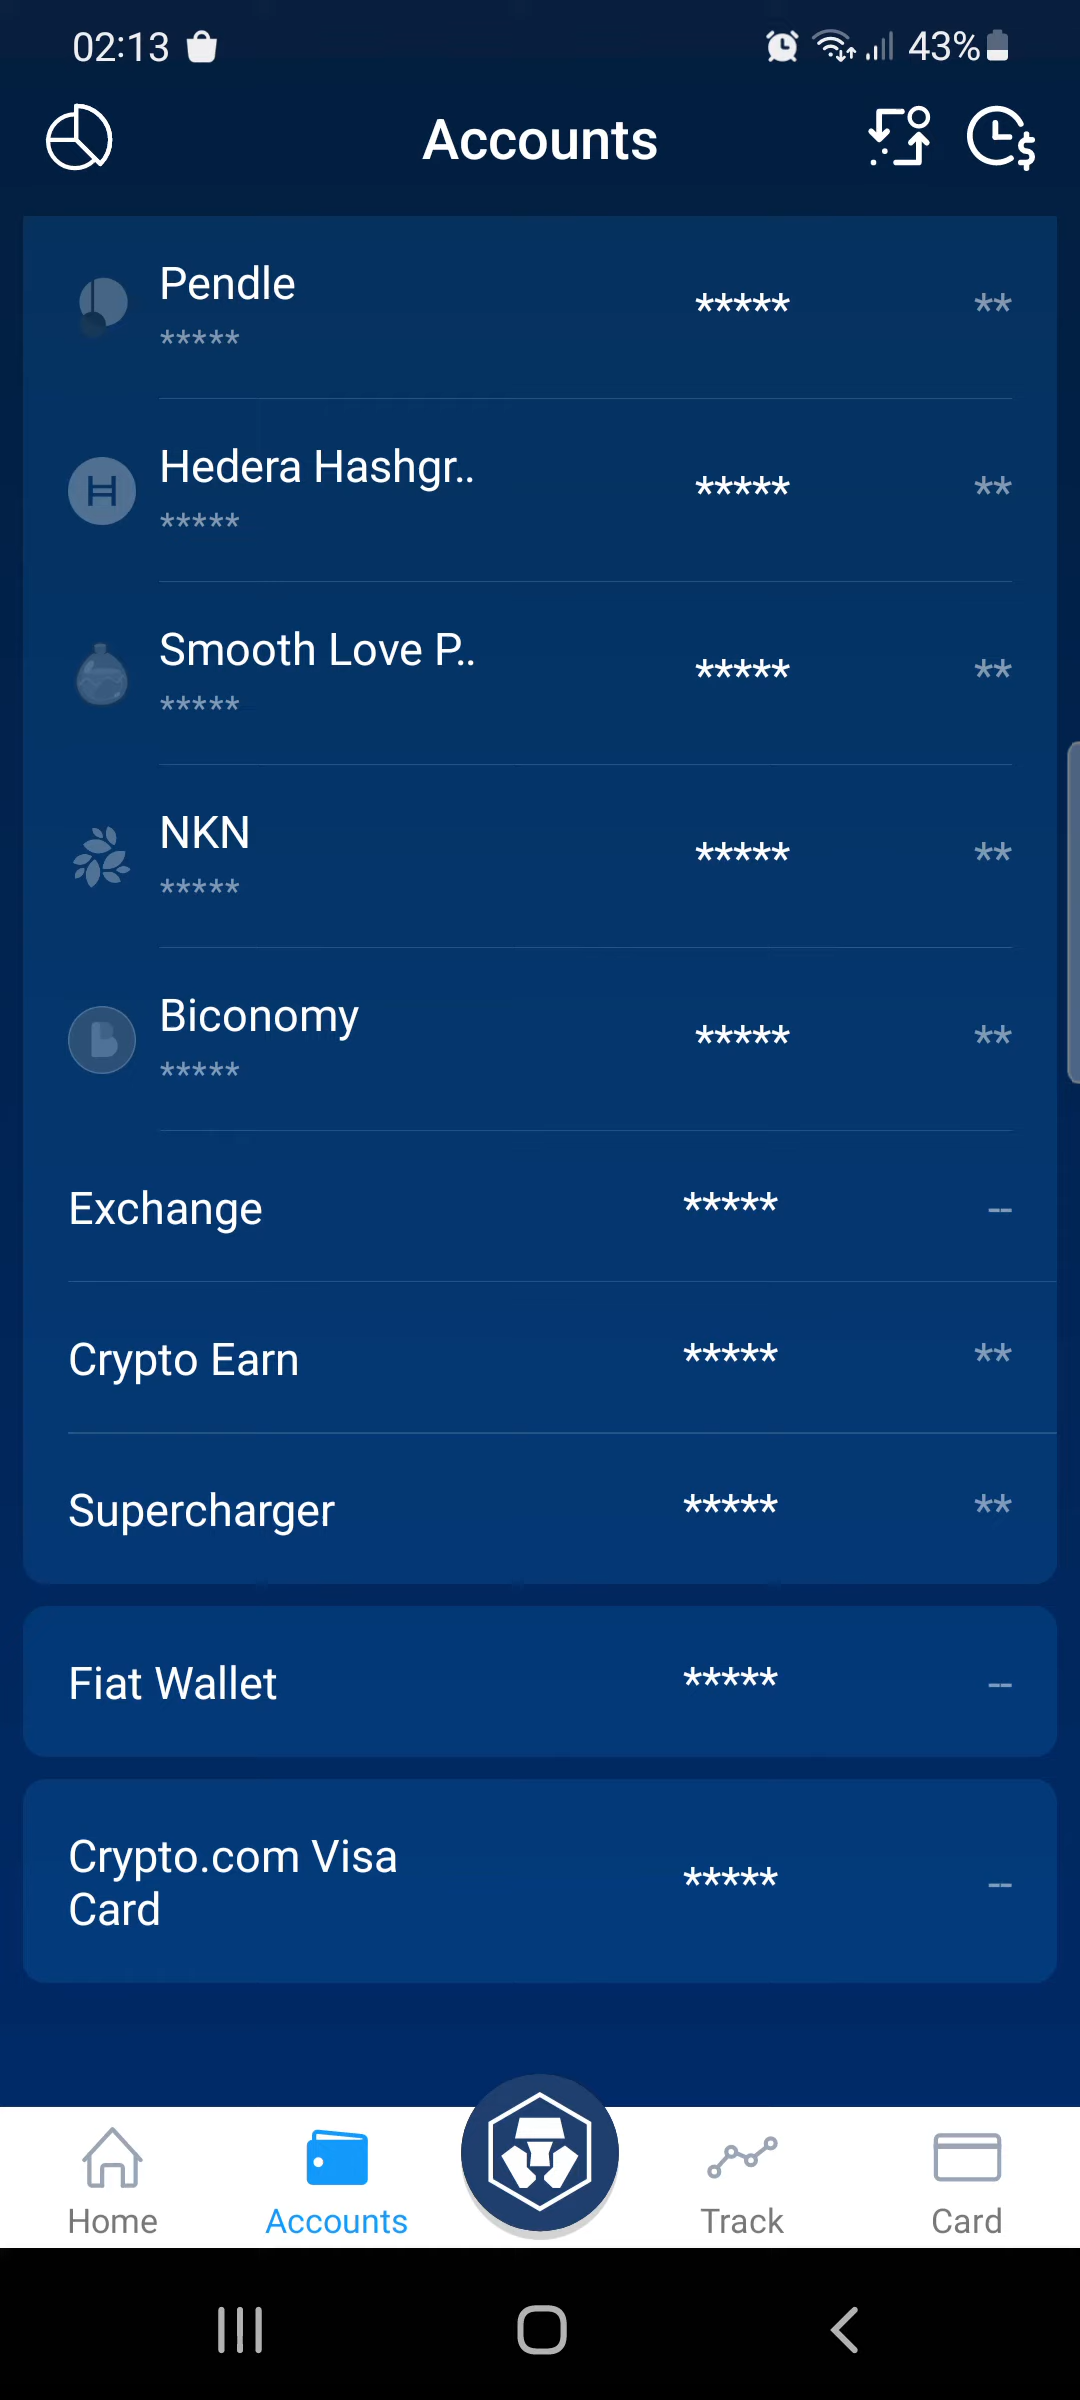 02:13 43%
Accounts
Pendle ***** **
*****
Hedera Hashgr.. ***** **
*****
Smooth Love P.. ***** **
*****
NKN ***** **
*****
Biconomy ***** **
*****
Exchange ***** --
Crypto Earn ***** **
Supercharger ***** **
Fiat Wallet ***** --
Crypto.com Visa
Card ***** --
Home Accounts Track Card